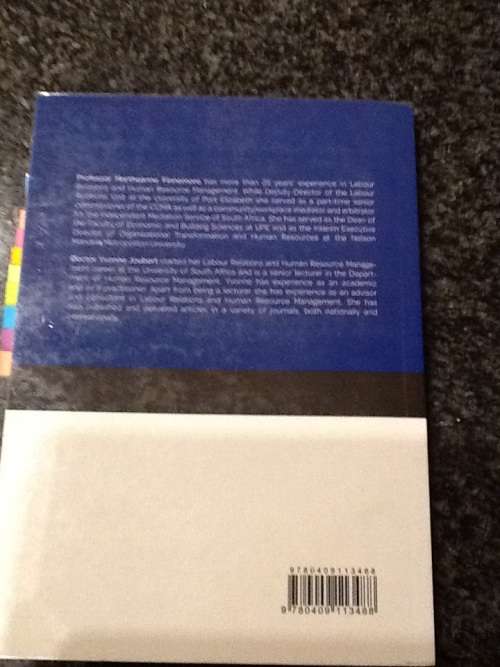 Professor Northeanne Finnemore has more than 25 years' experience in Labour
Relations and Human Resource Management. While Deputy Director of the Labour
Relations Unit at the University of Port Elizabeth she served as a part-time senior
Commissioner of the CCMA as well as a mediator and arbitrator
for the Independent Mediation Service of South Africa. She has served as the Dean of
the Faculty of Economic and Building Sciences at UPE and as the Interim Executive
Director of Organisational Transformation and Human Resources at the Nelson
Mandela Metropolitan University.
Doctor Yvonne Joubert started her Labour Relations and Human Resource Manage-
ment career at the University of South Africa and is a senior lecturer in the Depart-
ment of Human Resource Management. Yvonne has experience as an academic
and as a practitioner. Apart from being a lecturer she has experience as an advisor
and consultant in Labour Relations and Human Resource Management. She has
also published and delivered articles in a variety of journals, both nationally and
internationally.
9780409113488
9 780409 113488